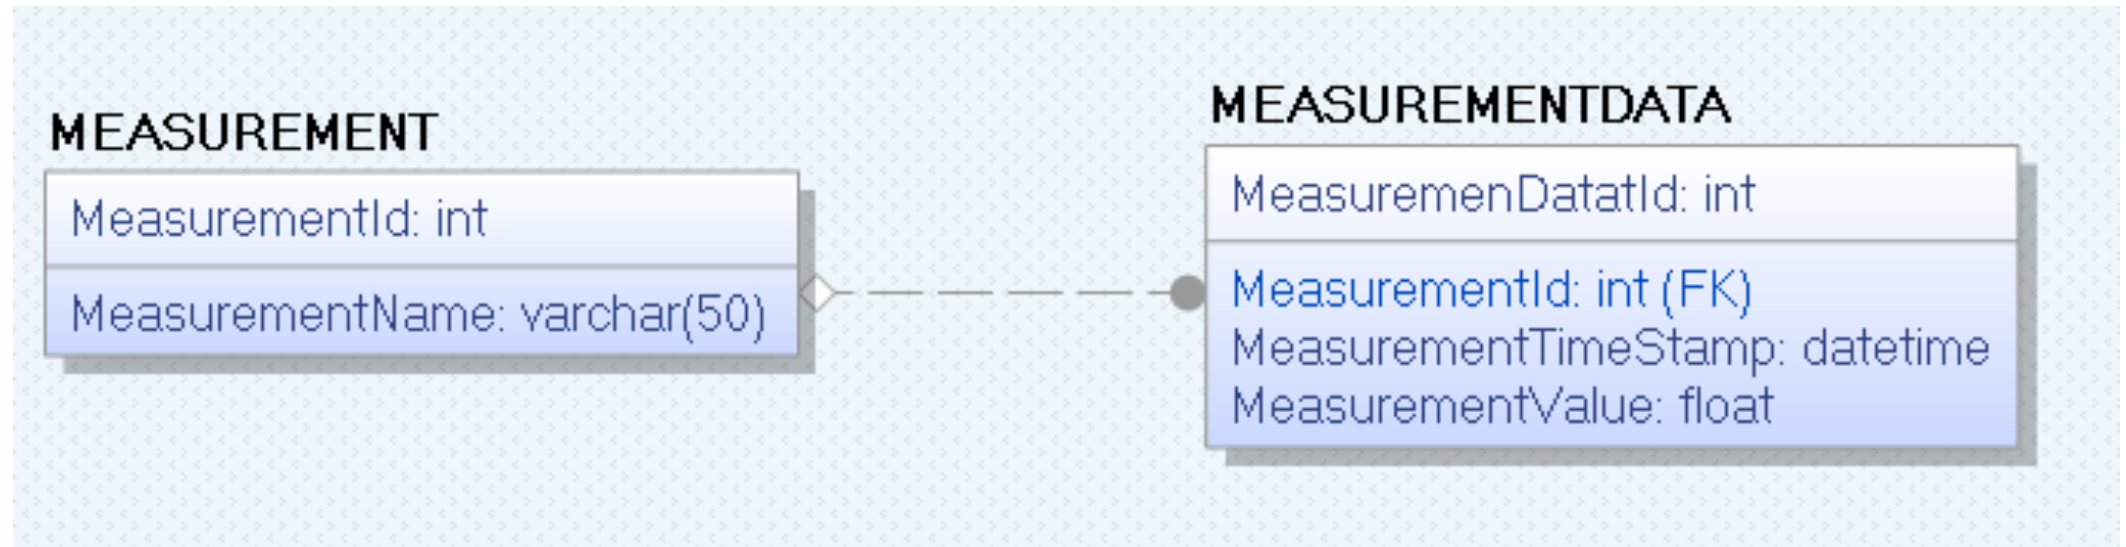 MEASUREMENT
MeasurementId: int
MeasurementName: varchar(50)
MEASUREMENTDATA
MeasuremenDatatId: int
MeasurementId: int (FK)
MeasurementTimeStamp: datetime
MeasurementValue: float